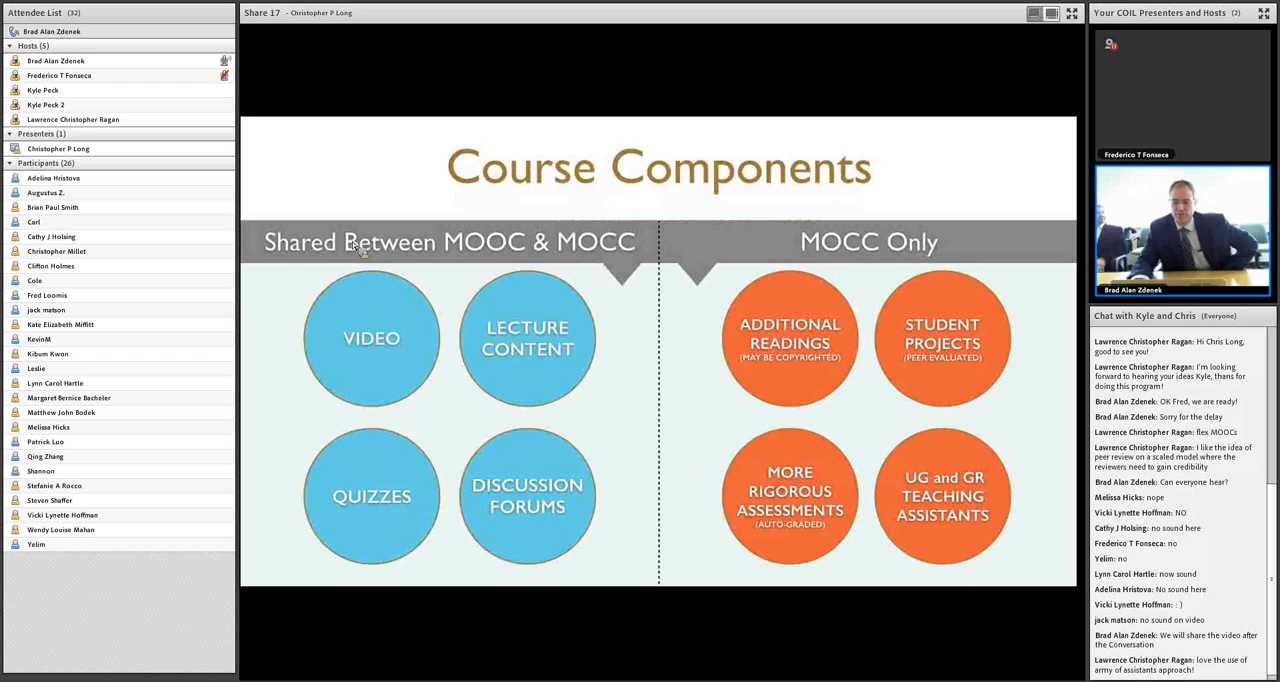 Attendee List (32)
Brad Alan Zdenek
Hosts (5)
Brad Alan Zdenek
Frederico T Fonseca
Kyle Peck
Kyle Peck 2
Lawrence Christopher Ragan
Presenters (1)
Christopher P Long
Participants (26)
Adelina Hristova
Augustus Z.
Brian Paul Smith
Carl
Cathy J Holsing
Christopher Millet
Clifton Holmes
Cole
Fred Loomis
jack matson
Kate Elizabeth Miffitt
KevinM
Kibum Kwon
Leslie
Lynn Carol Hartle
Margaret Bernice Bacheler
Matthew John Bodek
Melissa Hicks
Patrick Luo
Qing Zhang
Shannon
Stefanie A Rocco
Steven Shaffer
Vicki Lynette Hoffman
Wendy Louise Mahan
Yelim
Share 17 - Christopher P Long
Course Components
Shared Between MOOC & MOCC
MOCC Only
VIDEO
LECTURE
CONTENT
QUIZZES
DISCUSSION
FORUMS
ADDITIONAL
READINGS
(MAY BE COPYRIGHTED)
STUDENT
PROJECTS
(PEER EVALUATED)
MORE
RIGOROUS
ASSESSMENTS
(AUTO-GRADED)
UG and GR
TEACHING
ASSISTANTS
Your COIL Presenters and Hosts (2)
Frederico T Fonseca
Brad Alan Zdenek
Chat with Kyle and Chris (Everyone)
Lawrence Christopher Ragan: Hi Chris Long,
good to see you!
Lawrence Christopher Ragan: I'm looking
forward to hearing your ideas Kyle, thans for
doing this program!
Brad Alan Zdenek: OK Fred, we are ready!
Brad Alan Zdenek: Sorry for the delay
Lawrence Christopher Ragan: flex MOOCs
Lawrence Christopher Ragan: I like the idea of
peer review on a scaled model where the
reviewers need to gain credibility
Brad Alan Zdenek: Can everyone hear?
Melissa Hicks: nope
Vicki Lynette Hoffman: NO
Cathy J Holsing: no sound here
Frederico T Fonseca: no
Yelim: no
Lynn Carol Hartle: now sound
Adelina Hristova: No sound here
Vicki Lynette Hoffman: : )
jack matson: no sound on video
Brad Alan Zdenek: We will share the video after
the Conversation
Lawrence Christopher Ragan: love the use of
army of assistants approach!